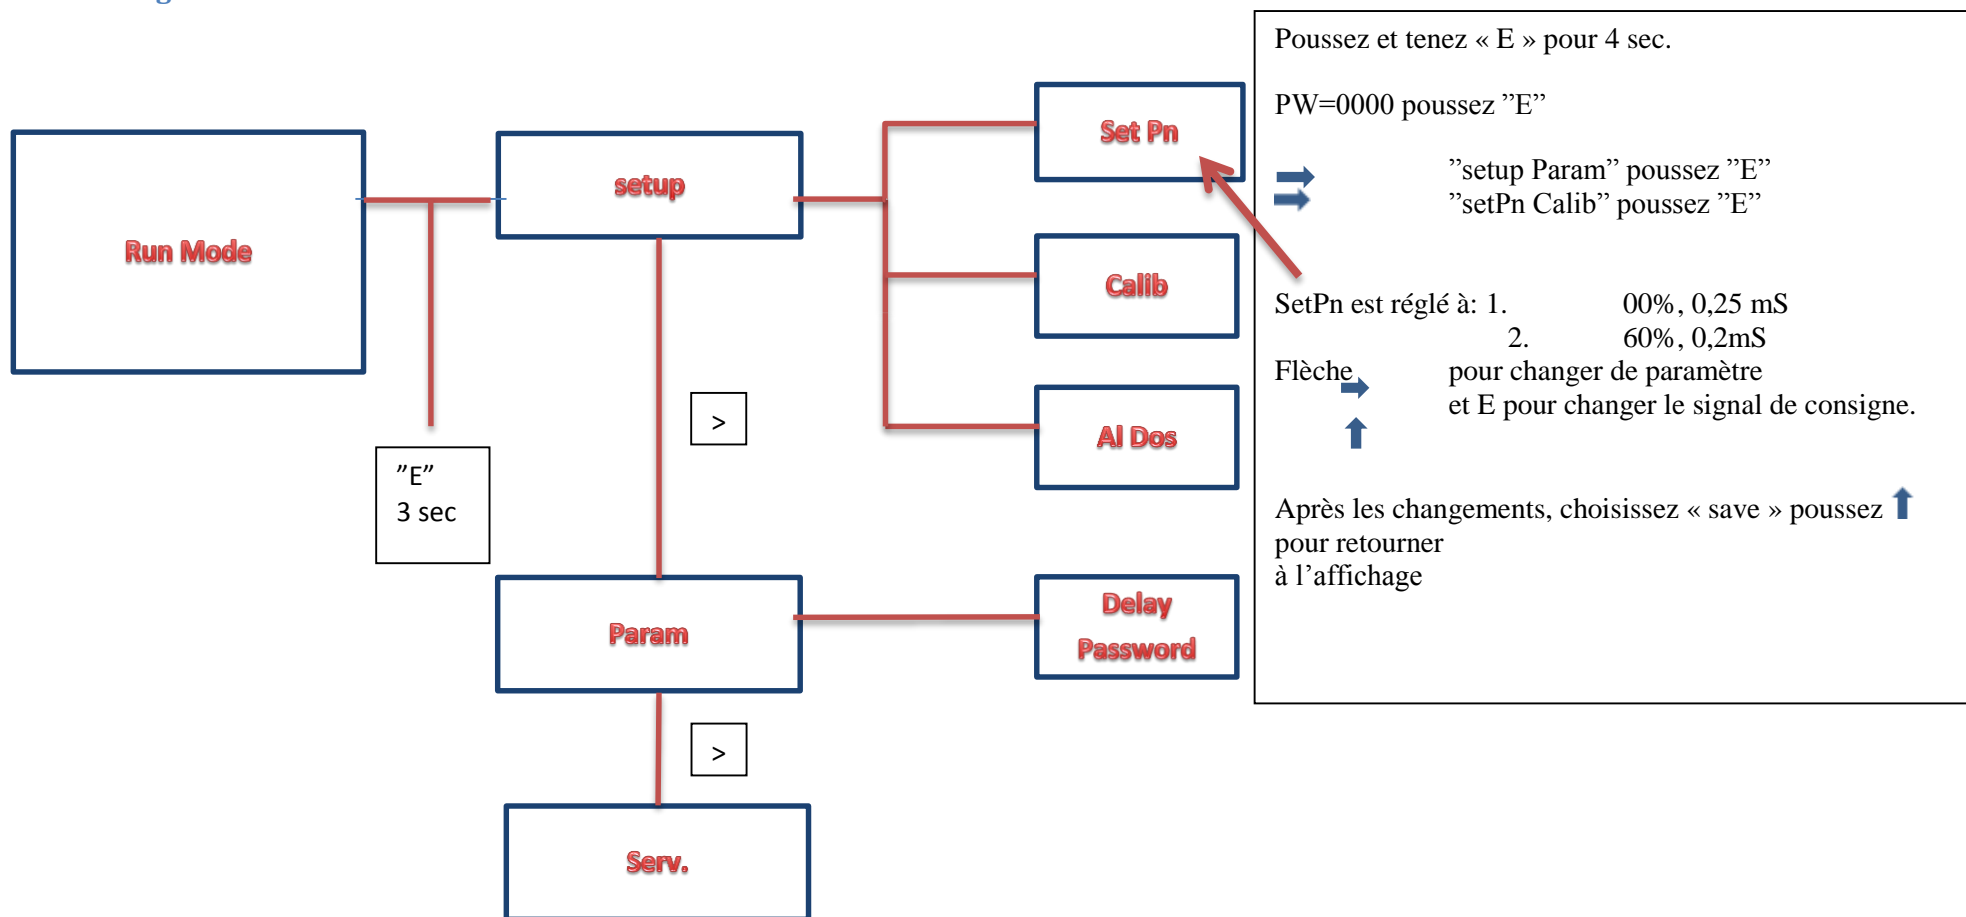 Run Mode
"E"
3 sec
setup
>
Param
>
Serv.
Set Pn
Calib
Al Dos
Delay
Password
Poussez et tenez « E » pour 4 sec.
PW=0000 poussez ”E”
”setup Param” poussez ”E”
”setPn Calib” poussez ”E”
SetPn est réglé à: 1. 00%, 0,25 mS
2. 60%, 0,2mS
Flèche pour changer de paramètre
et E pour changer le signal de consigne.
Après les changements, choisissez « save » poussez
pour retourner
à l’affichage